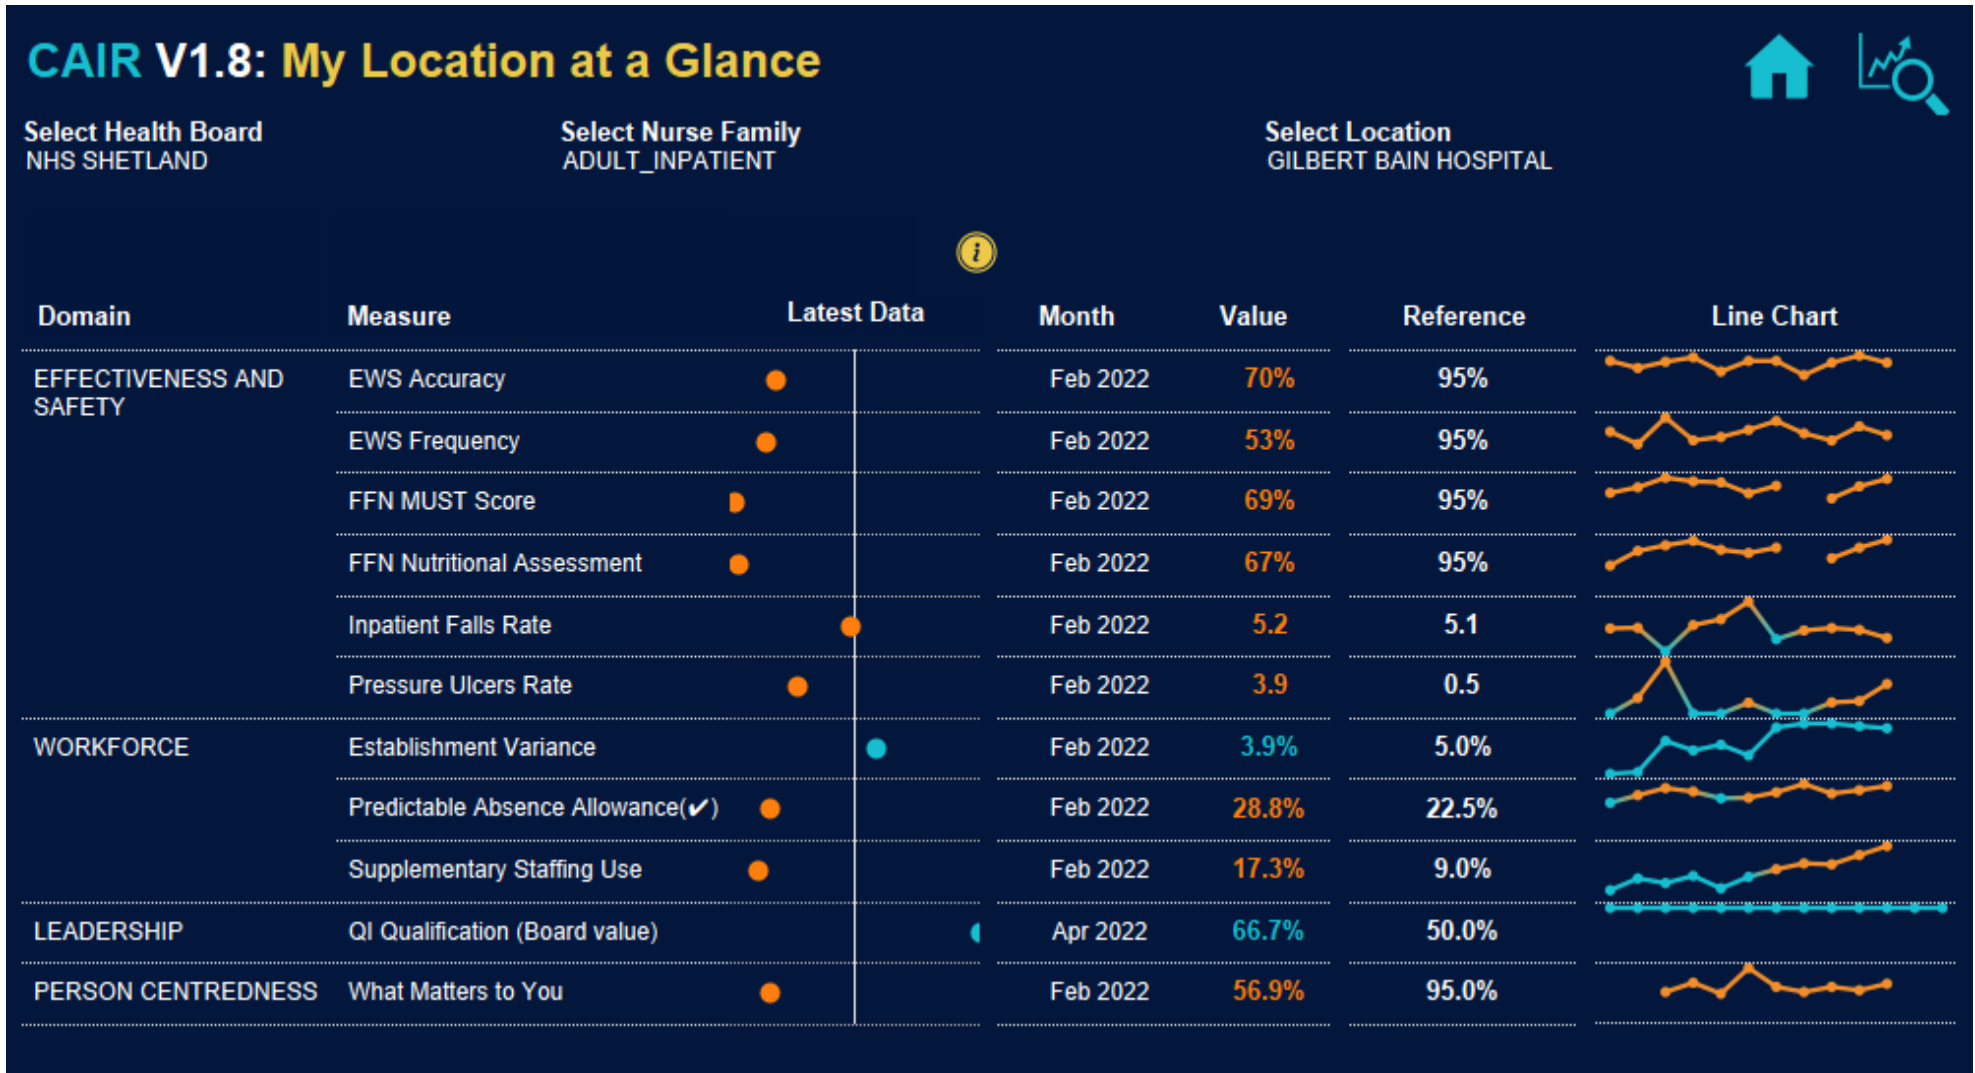 CAIR V1.8: My Location at a Glance
Select Health Board Select Nurse Family Select Location
NHS SHETLAND ADULT_INPATIENT GILBERT BAIN HOSPITAL
i
Domain Measure Latest Data Month Value Reference Line Chart
EFFECTIVENESS AND SAFETY EWS Accuracy Feb 2022 70% 95%
EWS Frequency Feb 2022 53% 95%
FFN MUST Score Feb 2022 69% 95%
FFN Nutritional Assessment Feb 2022 67% 95%
Inpatient Falls Rate Feb 2022 5.2 5.1
Pressure Ulcers Rate Feb 2022 3.9 0.5
WORKFORCE Establishment Variance Feb 2022 3.9% 5.0%
Predictable Absence Allowance(✔) Feb 2022 28.8% 22.5%
Supplementary Staffing Use Feb 2022 17.3% 9.0%
LEADERSHIP QI Qualification (Board value) Apr 2022 66.7% 50.0%
PERSON CENTREDNESS What Matters to You Feb 2022 56.9% 95.0%